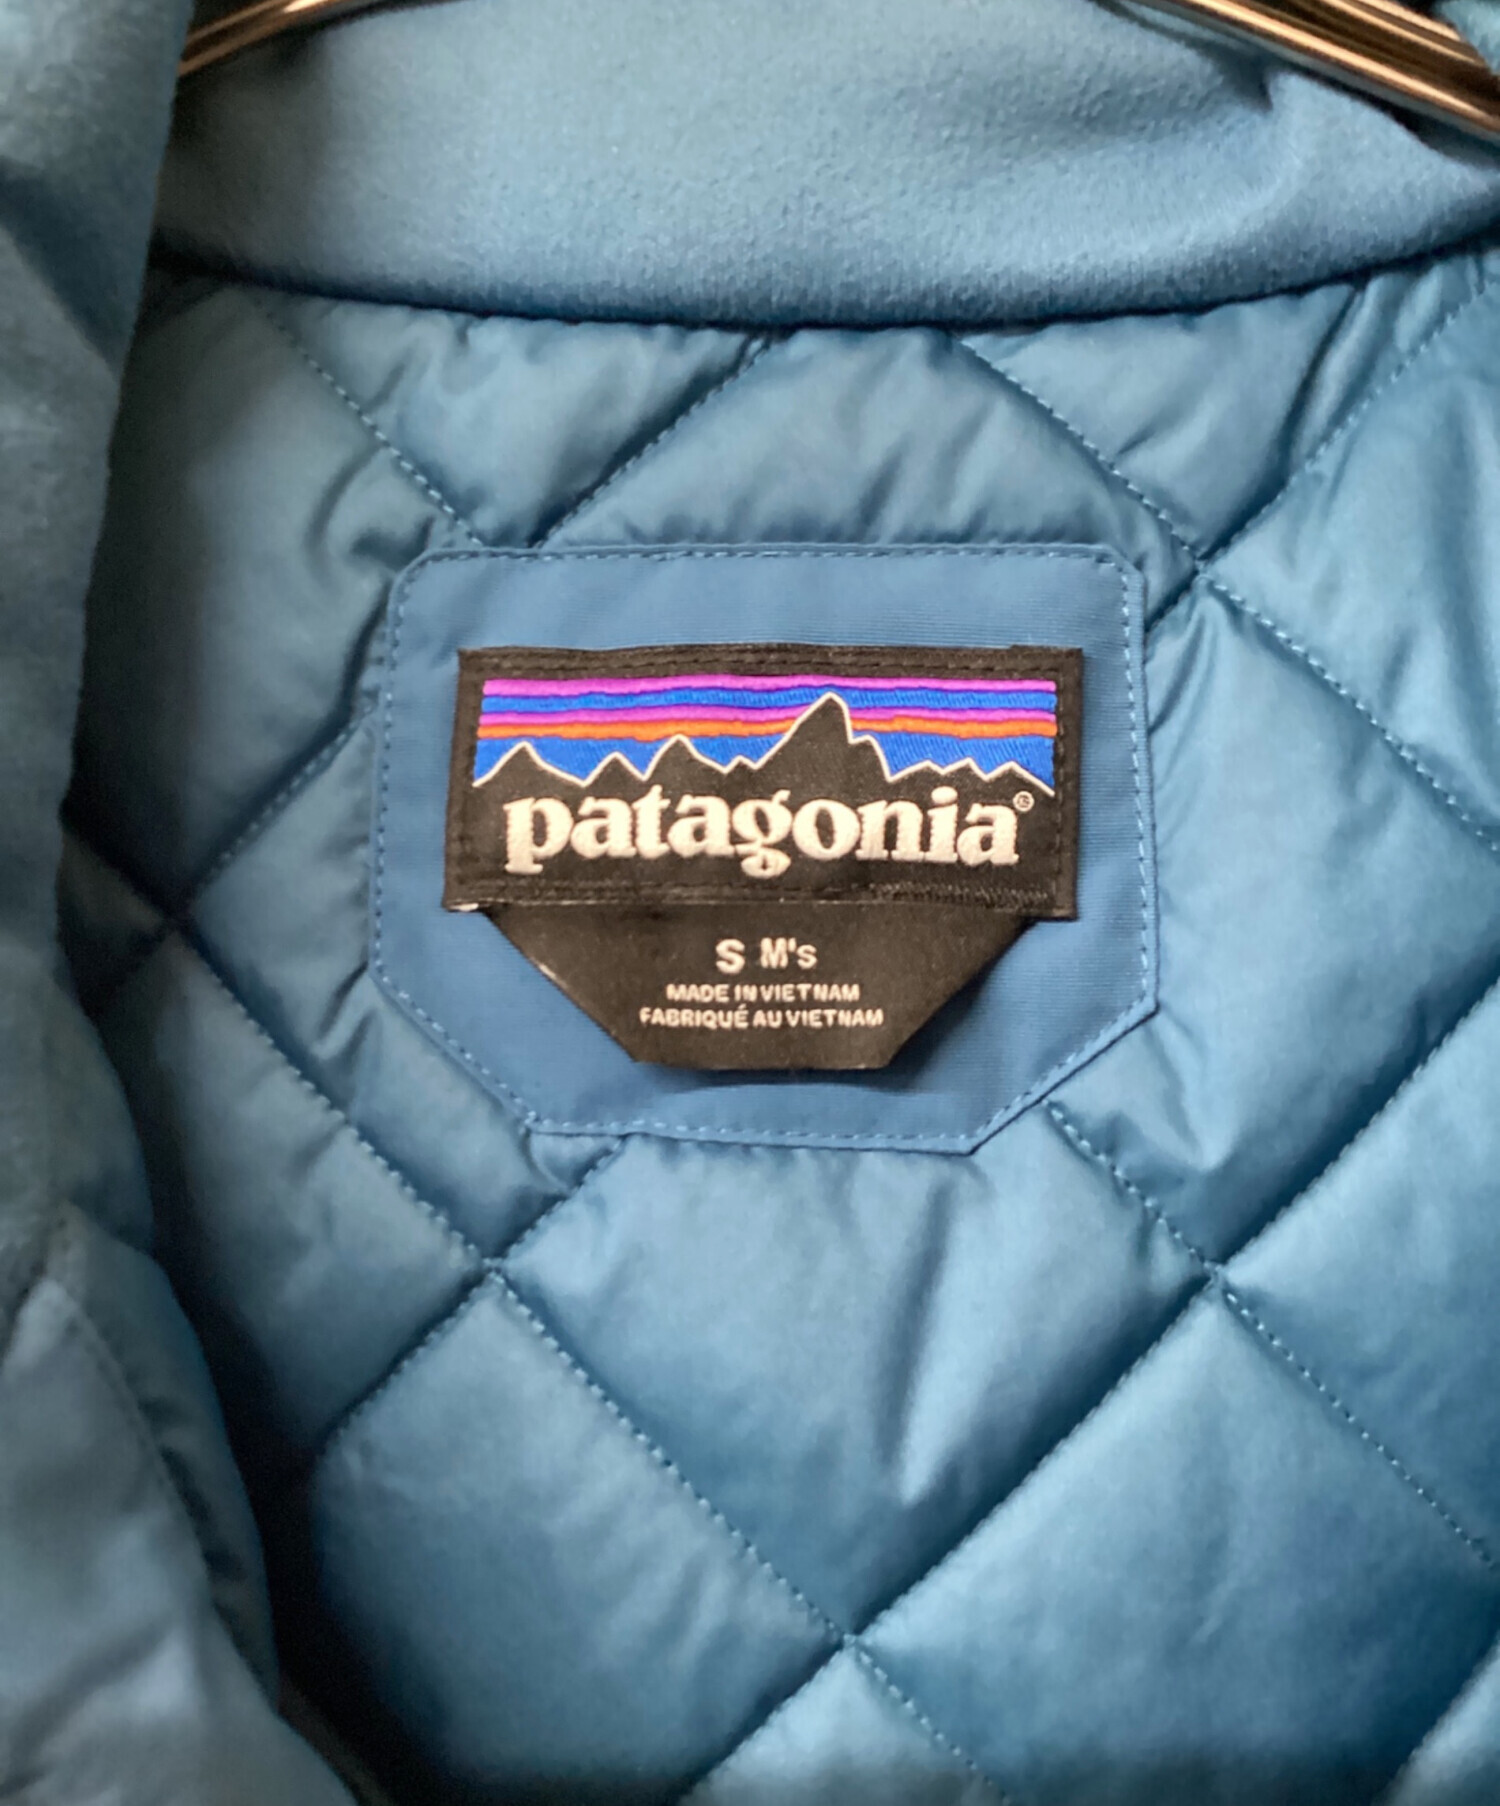 patagonia®
S M's
MADE IN VIETNAM
FABRIQUÉ AU VIETNAM